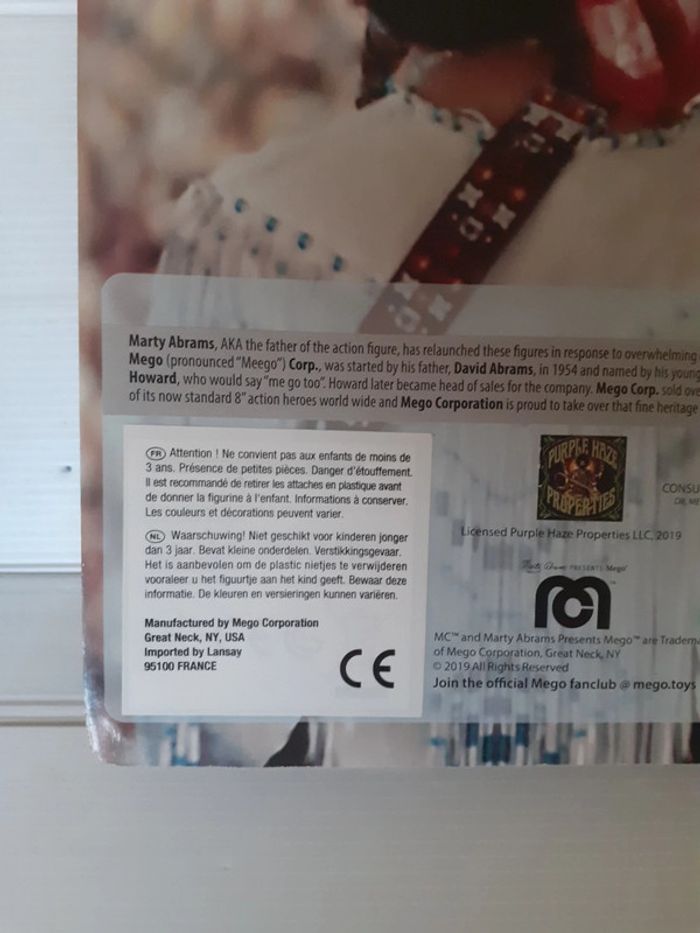 Marty Abrams, AKA the father of the action figure, has relaunched these figures in response to overwhelming
Mego (pronounced "Meego") Corp., was started by his father, David Abrams, in 1954 and named by his young
Howard, who would say "me go too". Howard later became head of sales for the company. Mego Corp. sold ove
of its now standard 8" action heroes world wide and Mego Corporation is proud to take over that fine heritage
FR Attention ! Ne convient pas aux enfants de moins de
3 ans. Présence de petites pièces. Danger d'étouffement.
Il est recommandé de retirer les attaches en plastique avant
de donner la figurine à l'enfant. Informations à conserver.
Les couleurs et décorations peuvent varier.
NL Waarschuwing! Niet geschikt voor kinderen jonger
dan 3 jaar. Bevat kleine onderdelen. Verstikkingsgevaar.
Het is aanbevolen om de plastic nietjes te verwijderen
vooraleer u het figuurtje aan het kind geeft. Bewaar deze
informatie. De kleuren en versieringen kunnen variëren.
Manufactured by Mego Corporation
Great Neck, NY, USA
Imported by Lansay
95100 FRANCE
CE
PURPLE HAZE
PROPERTIES
CONSU
Licensed Purple Haze Properties LLC, 2019
Marty Abrams PRESENTS Mego
MC™ and Marty Abrams Presents Mego™ are Tradema
of Mego Corporation, Great Neck, NY
© 2019 All Rights Reserved
Join the official Mego fanclub @ mego.toys